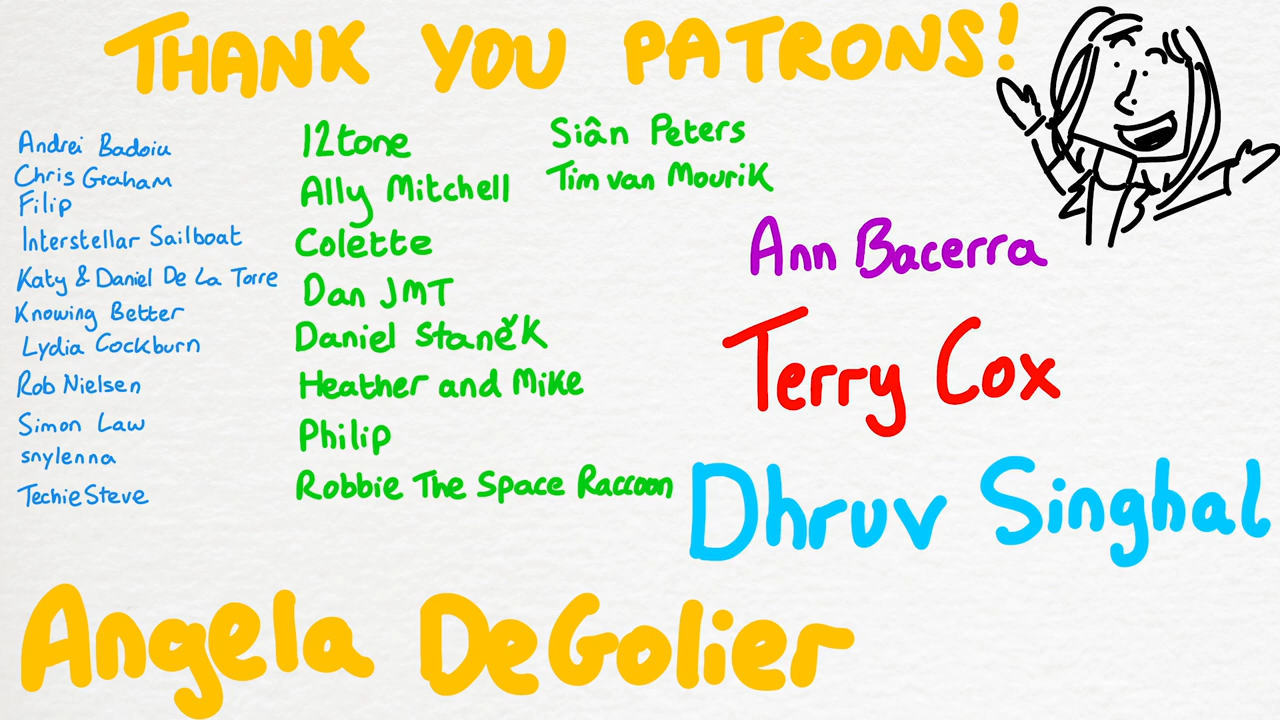 THANK YOU PATRONS!
Andrei Badoiu
Chris Graham
Filip
Interstellar Sailboat
Katy & Daniel De La Torre
Knowing Better
Lydia Cockburn
Rob Nielsen
Simon Law
snylenna
TechieSteve
12tone
Ally Mitchell
Colette
Dan JMT
Daniel Staněk
Heather and Mike
Philip
Robbie The Space Raccoon
Siân Peters
Tim van Mourik
Ann Bacerra
Terry Cox
Dhruv Singhal
Angela DeGolier